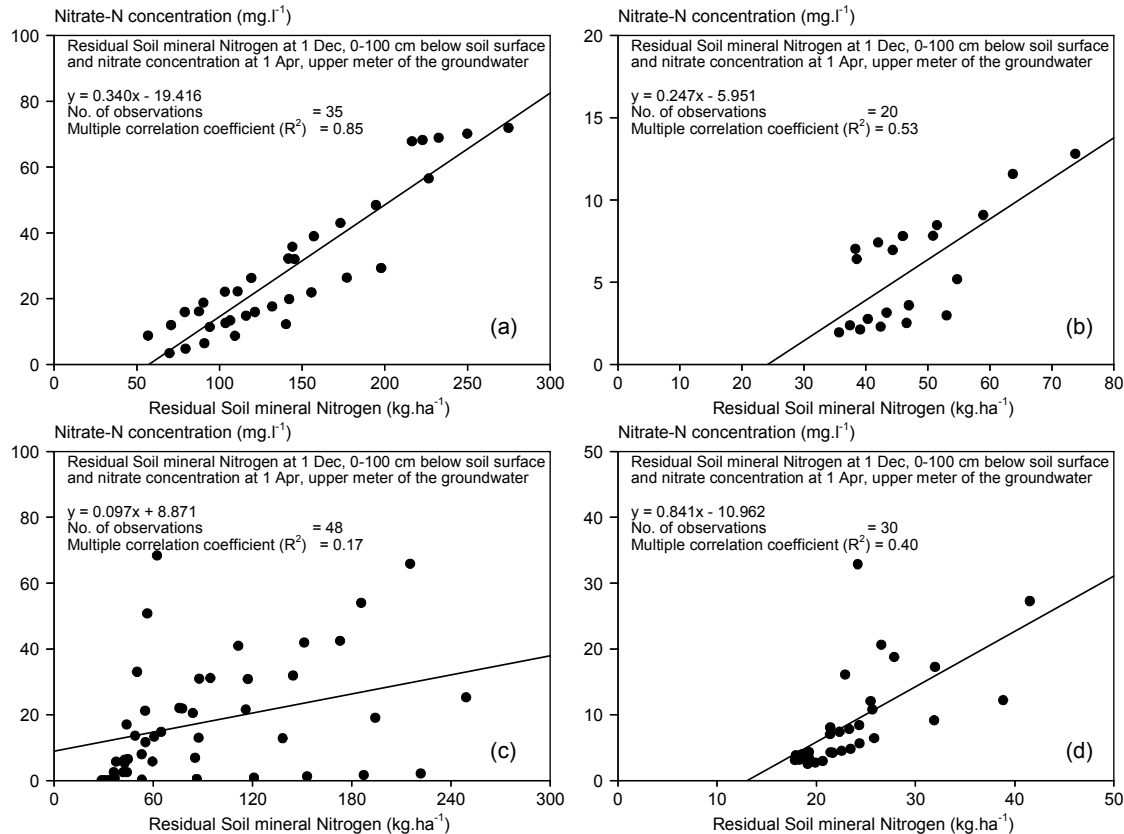 Nitrate-N concentration (mg.l⁻¹)
(a)
100
Residual Soil mineral Nitrogen at 1 Dec, 0-100 cm below soil surface
and nitrate concentration at 1 Apr, upper meter of the groundwater
y = 0.340x - 19.416
No. of observations = 35
Multiple correlation coefficient (R²) = 0.85
80
60
40
20
0
0 50 100 150 200 250 300
Residual Soil mineral Nitrogen (kg.ha⁻¹)
Nitrate-N concentration (mg.l⁻¹)
(b)
20
Residual Soil mineral Nitrogen at 1 Dec, 0-100 cm below soil surface
and nitrate concentration at 1 Apr, upper meter of the groundwater
y = 0.247x - 5.951
No. of observations = 20
Multiple correlation coefficient (R²) = 0.53
15
10
5
0
0 10 20 30 40 50 60 70 80
Residual Soil mineral Nitrogen (kg.ha⁻¹)
Nitrate-N concentration (mg.l⁻¹)
(c)
100
Residual Soil mineral Nitrogen at 1 Dec, 0-100 cm below soil surface
and nitrate concentration at 1 Apr, upper meter of the groundwater
y = 0.097x + 8.871
No. of observations = 48
Multiple correlation coefficient (R²) = 0.17
80
60
40
20
0
0 60 90 120 150 180 210 250 300
Residual Soil mineral Nitrogen (kg.ha⁻¹)
Nitrate-N concentration (mg.l⁻¹)
(d)
50
Residual Soil mineral Nitrogen at 1 Dec, 0-100 cm below soil surface
and nitrate concentration at 1 Apr, upper meter of the groundwater
y = 0.841x - 10.962
No. of observations = 30
Multiple correlation coefficient (R²) = 0.40
40
30
20
10
0
0 10 20 30 40 50
Residual Soil mineral Nitrogen (kg.ha⁻¹)